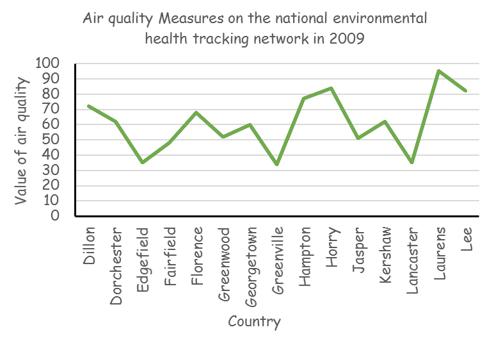 Air quality Measures on the national environmental
health tracking network in 2009
Value of air quality
100
90
80
70
60
50
40
30
20
10
0
Dillon
Dorchester
Edgefield
Fairfield
Florence
Greenwood
Georgetown
Greenville
Hampton
Horry
Jasper
Kershaw
Lancaster
Laurens
Lee
Country